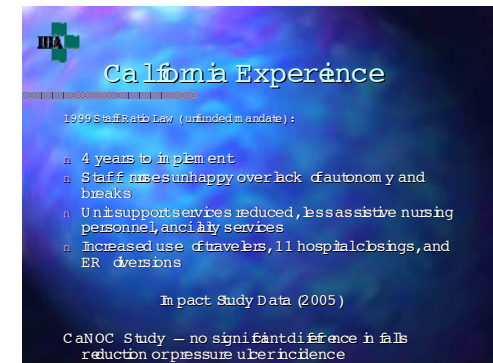 IHA
California Experience
1999 Staff Ratio Law (unfunded mandate):
n 4 years to implement
n Staff nurses unhappy over lack of autonomy and
breaks
n Unit support services reduced, less assistive nursing
personnel, ancillary services
n Increased use of travelers, 11 hospital closings, and
ER diversions
Impact Study Data (2005)
CaNOC Study – no significant difference in falls
reduction or pressure ulcer incidence